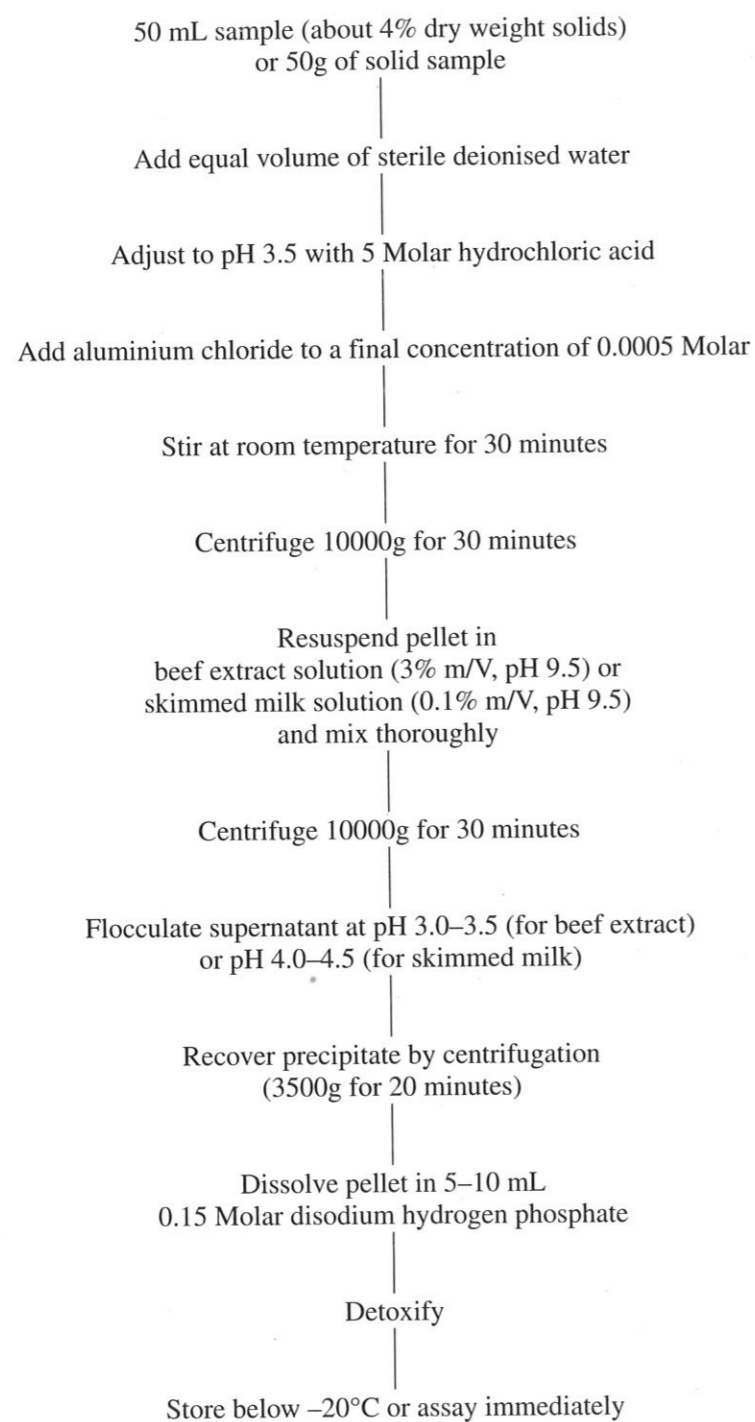 50 mL sample (about 4% dry weight solids)
or 50g of solid sample
Add equal volume of sterile deionised water
Adjust to pH 3.5 with 5 Molar hydrochloric acid
Add aluminium chloride to a final concentration of 0.0005 Molar
Stir at room temperature for 30 minutes
Centrifuge 10000g for 30 minutes
Resuspend pellet in
beef extract solution (3% m/V, pH 9.5) or
skimmed milk solution (0.1% m/V, pH 9.5)
and mix thoroughly
Centrifuge 10000g for 30 minutes
Flocculate supernatant at pH 3.0–3.5 (for beef extract)
or pH 4.0–4.5 (for skimmed milk)
Recover precipitate by centrifugation
(3500g for 20 minutes)
Dissolve pellet in 5–10 mL
0.15 Molar disodium hydrogen phosphate
Detoxify
Store below –20°C or assay immediately